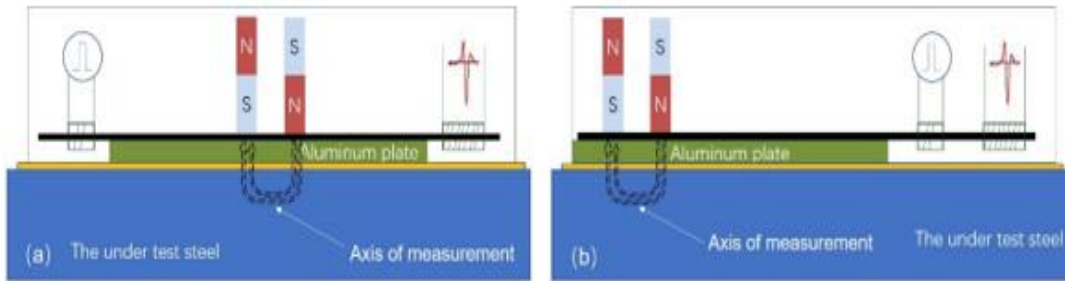 N S
S N
Aluminum plate
Axis of measurement
The under test steel
(a)
N S
S N
Aluminum plate
Axis of measurement
The under test steel
(b)